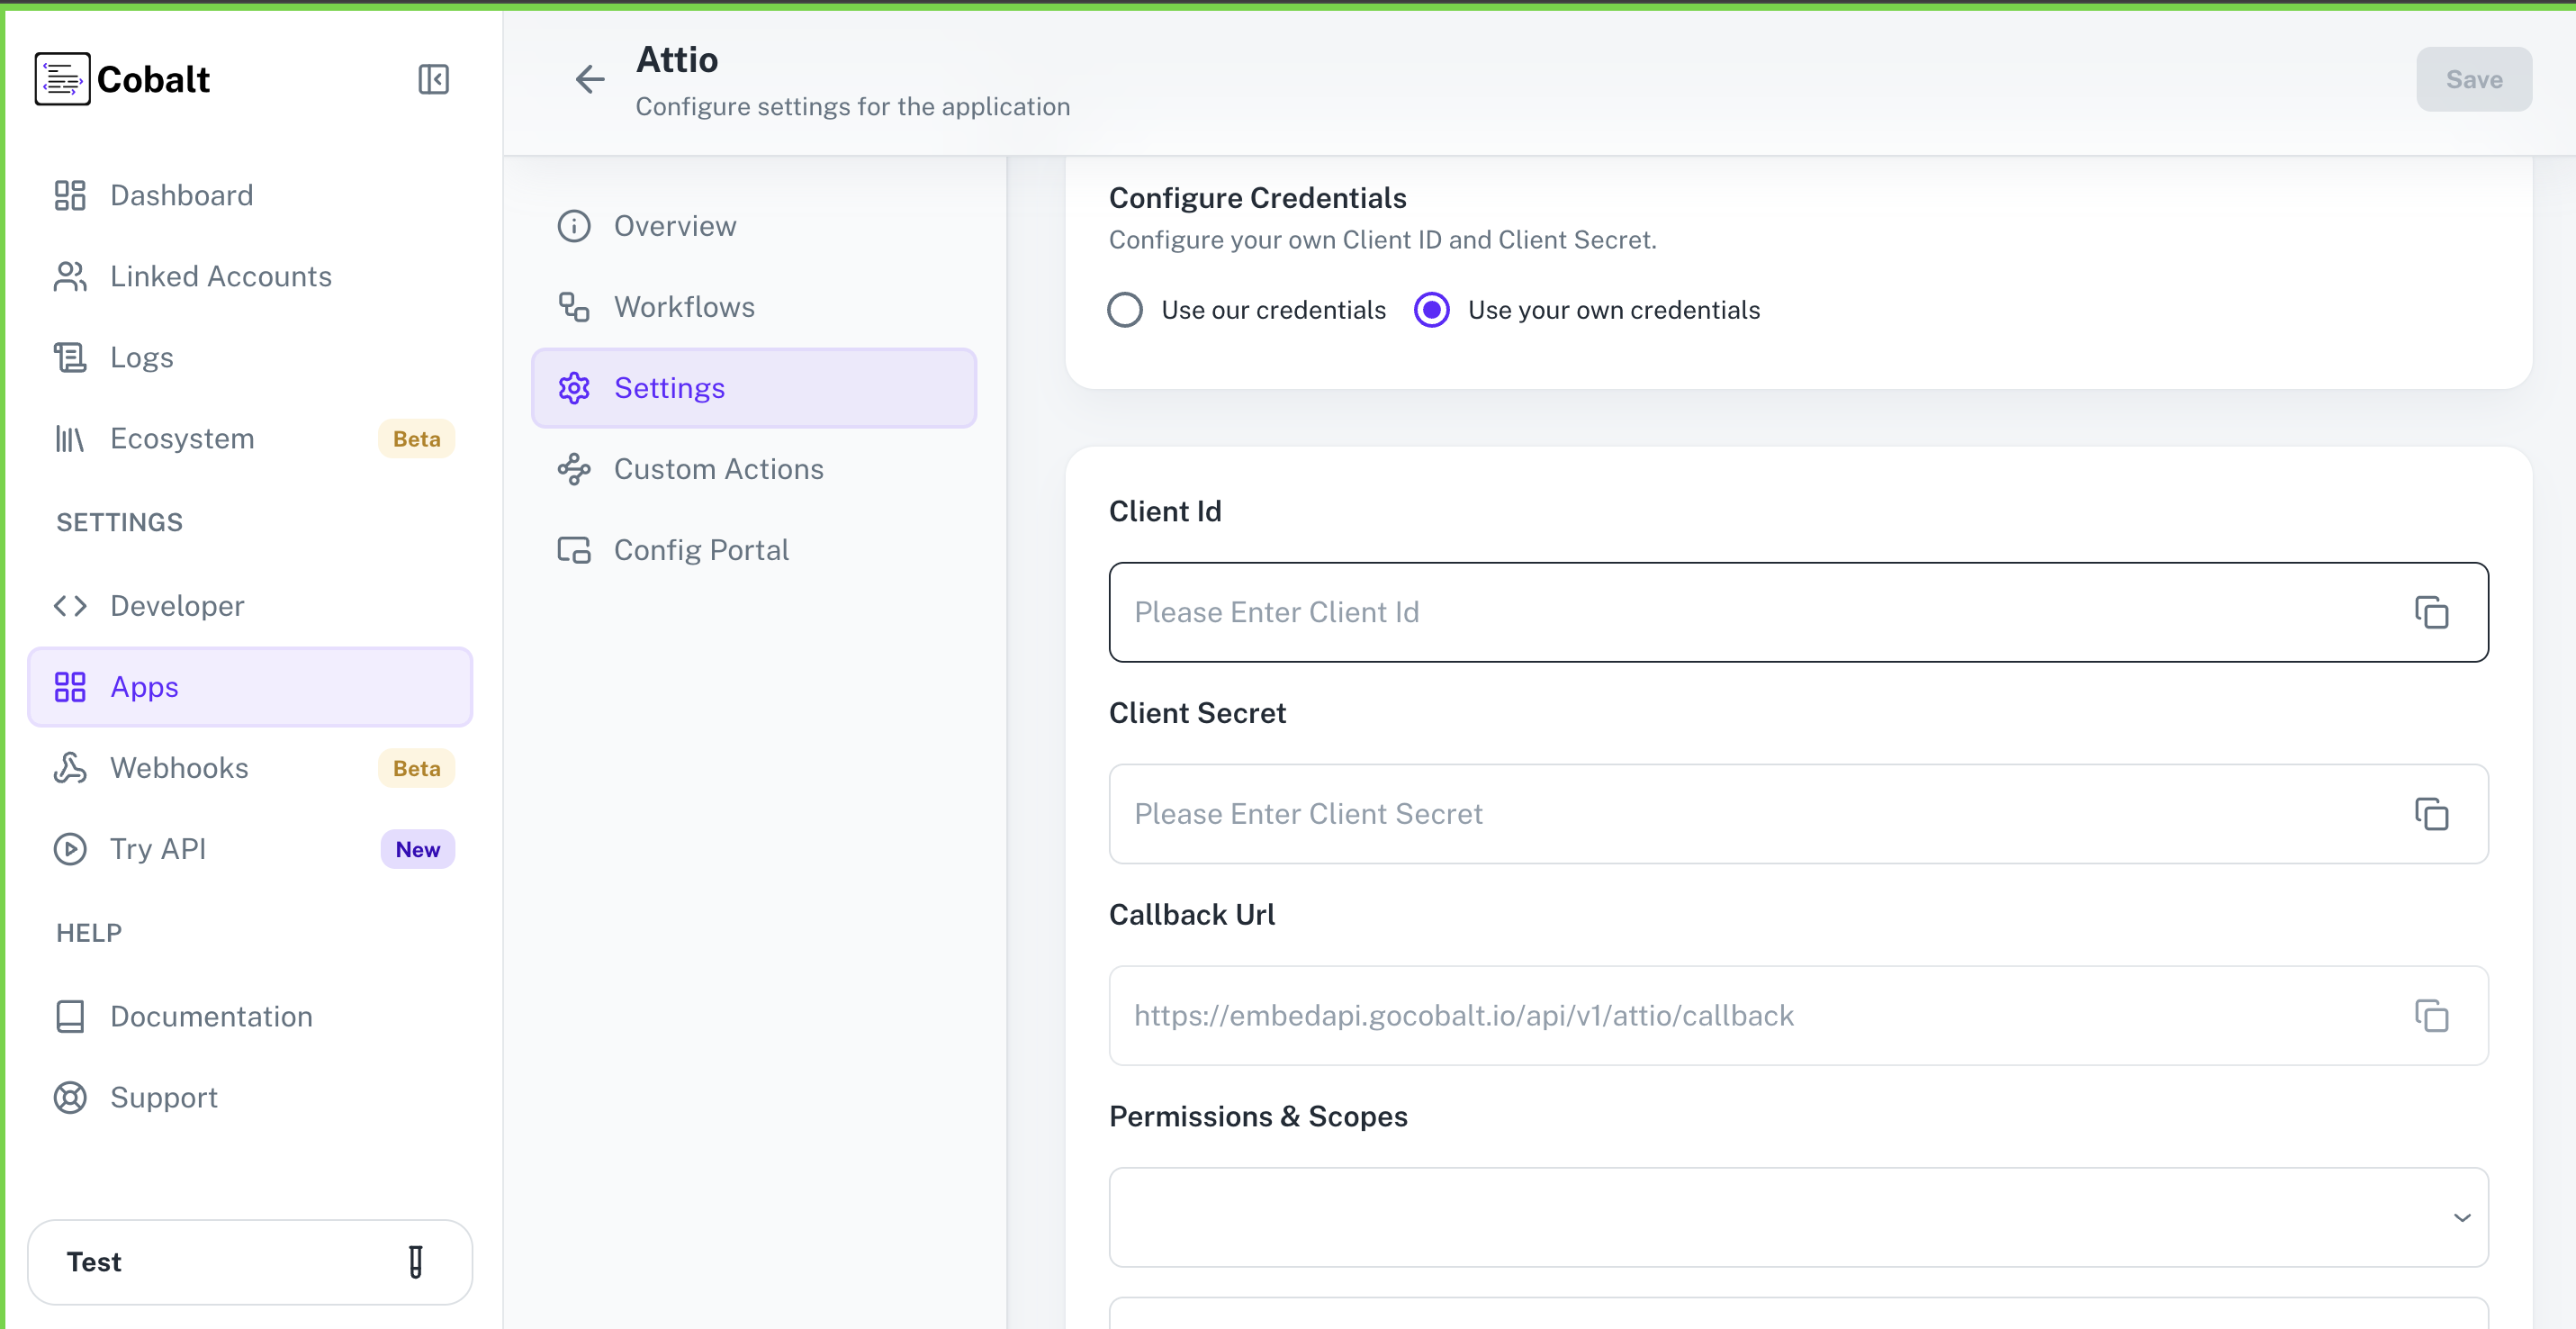 Cobalt
Dashboard
Linked Accounts
Logs
Ecosystem Beta
SETTINGS
Developer
Apps
Webhooks Beta
Try API New
HELP
Documentation
Support
Test
Attio
Configure settings for the application
Save
Overview
Workflows
Settings
Custom Actions
Config Portal
Configure Credentials
Configure your own Client ID and Client Secret.
Use our credentials Use your own credentials
Client Id
Please Enter Client Id
Client Secret
Please Enter Client Secret
Callback Url
https://embedapi.gocobalt.io/api/v1/attio/callback
Permissions & Scopes